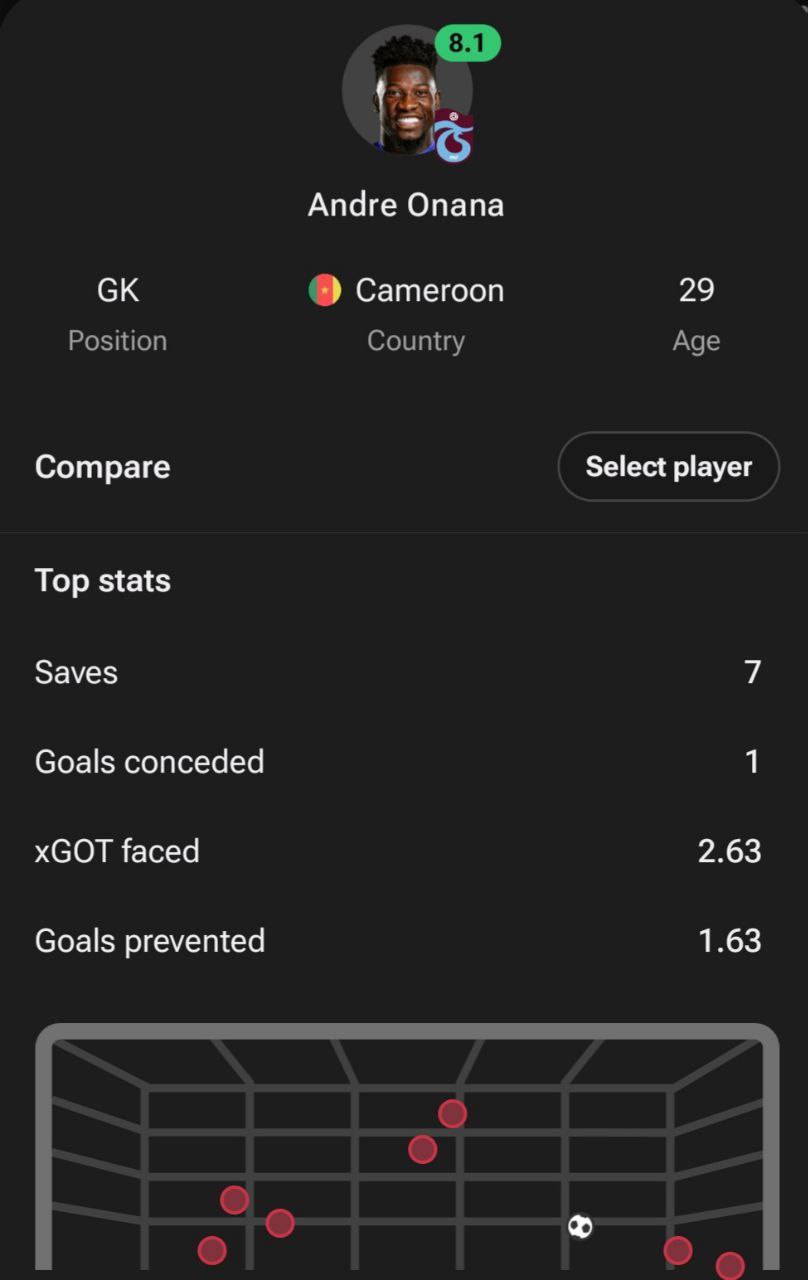 8.1
Andre Onana
GK Cameroon 29
Position Country Age
Compare Select player
Top stats
Saves 7
Goals conceded 1
xGOT faced 2.63
Goals prevented 1.63